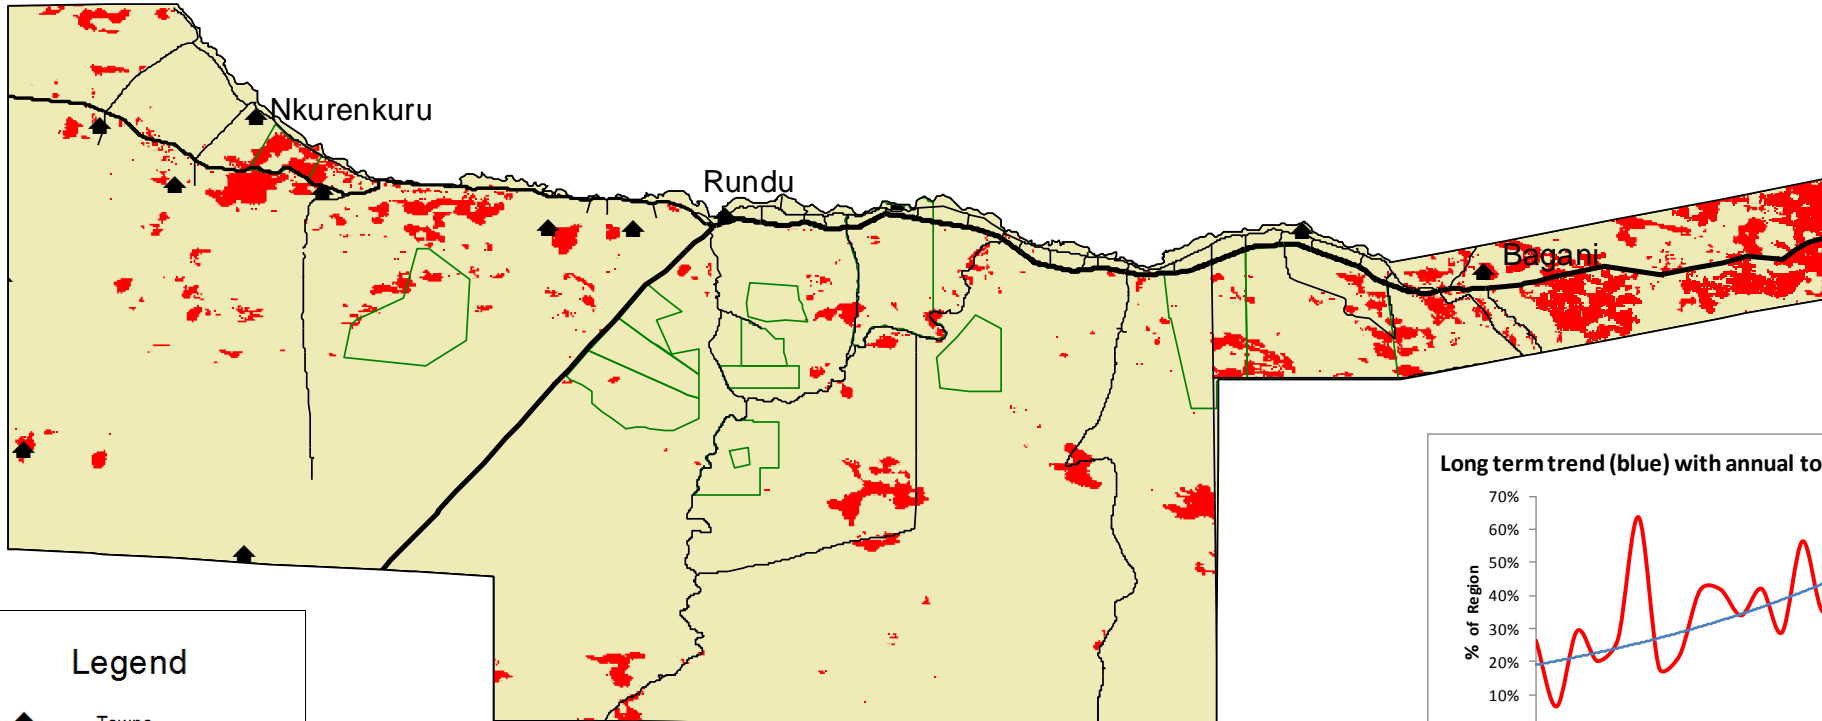 Nkurenkuru
Rundu
Bagani
Legend
Towns
Long term trend (blue) with annual to
% of Region
70%
60%
50%
40%
30%
20%
10%